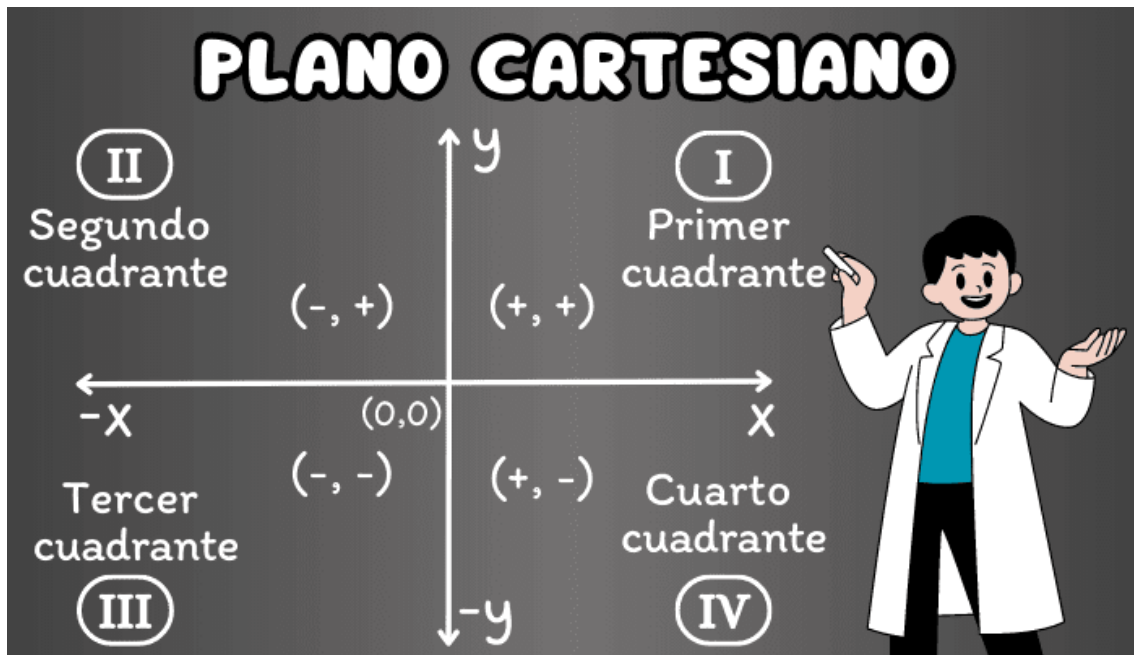 PLANO CARTESIANO
II
Segundo
cuadrante
y
I
Primer
cuadrante
(-, +)
(+, +)
-x
(0,0)
x
(-, -)
(+, -)
Tercer
cuadrante
III
-y
Cuarto
cuadrante
IV